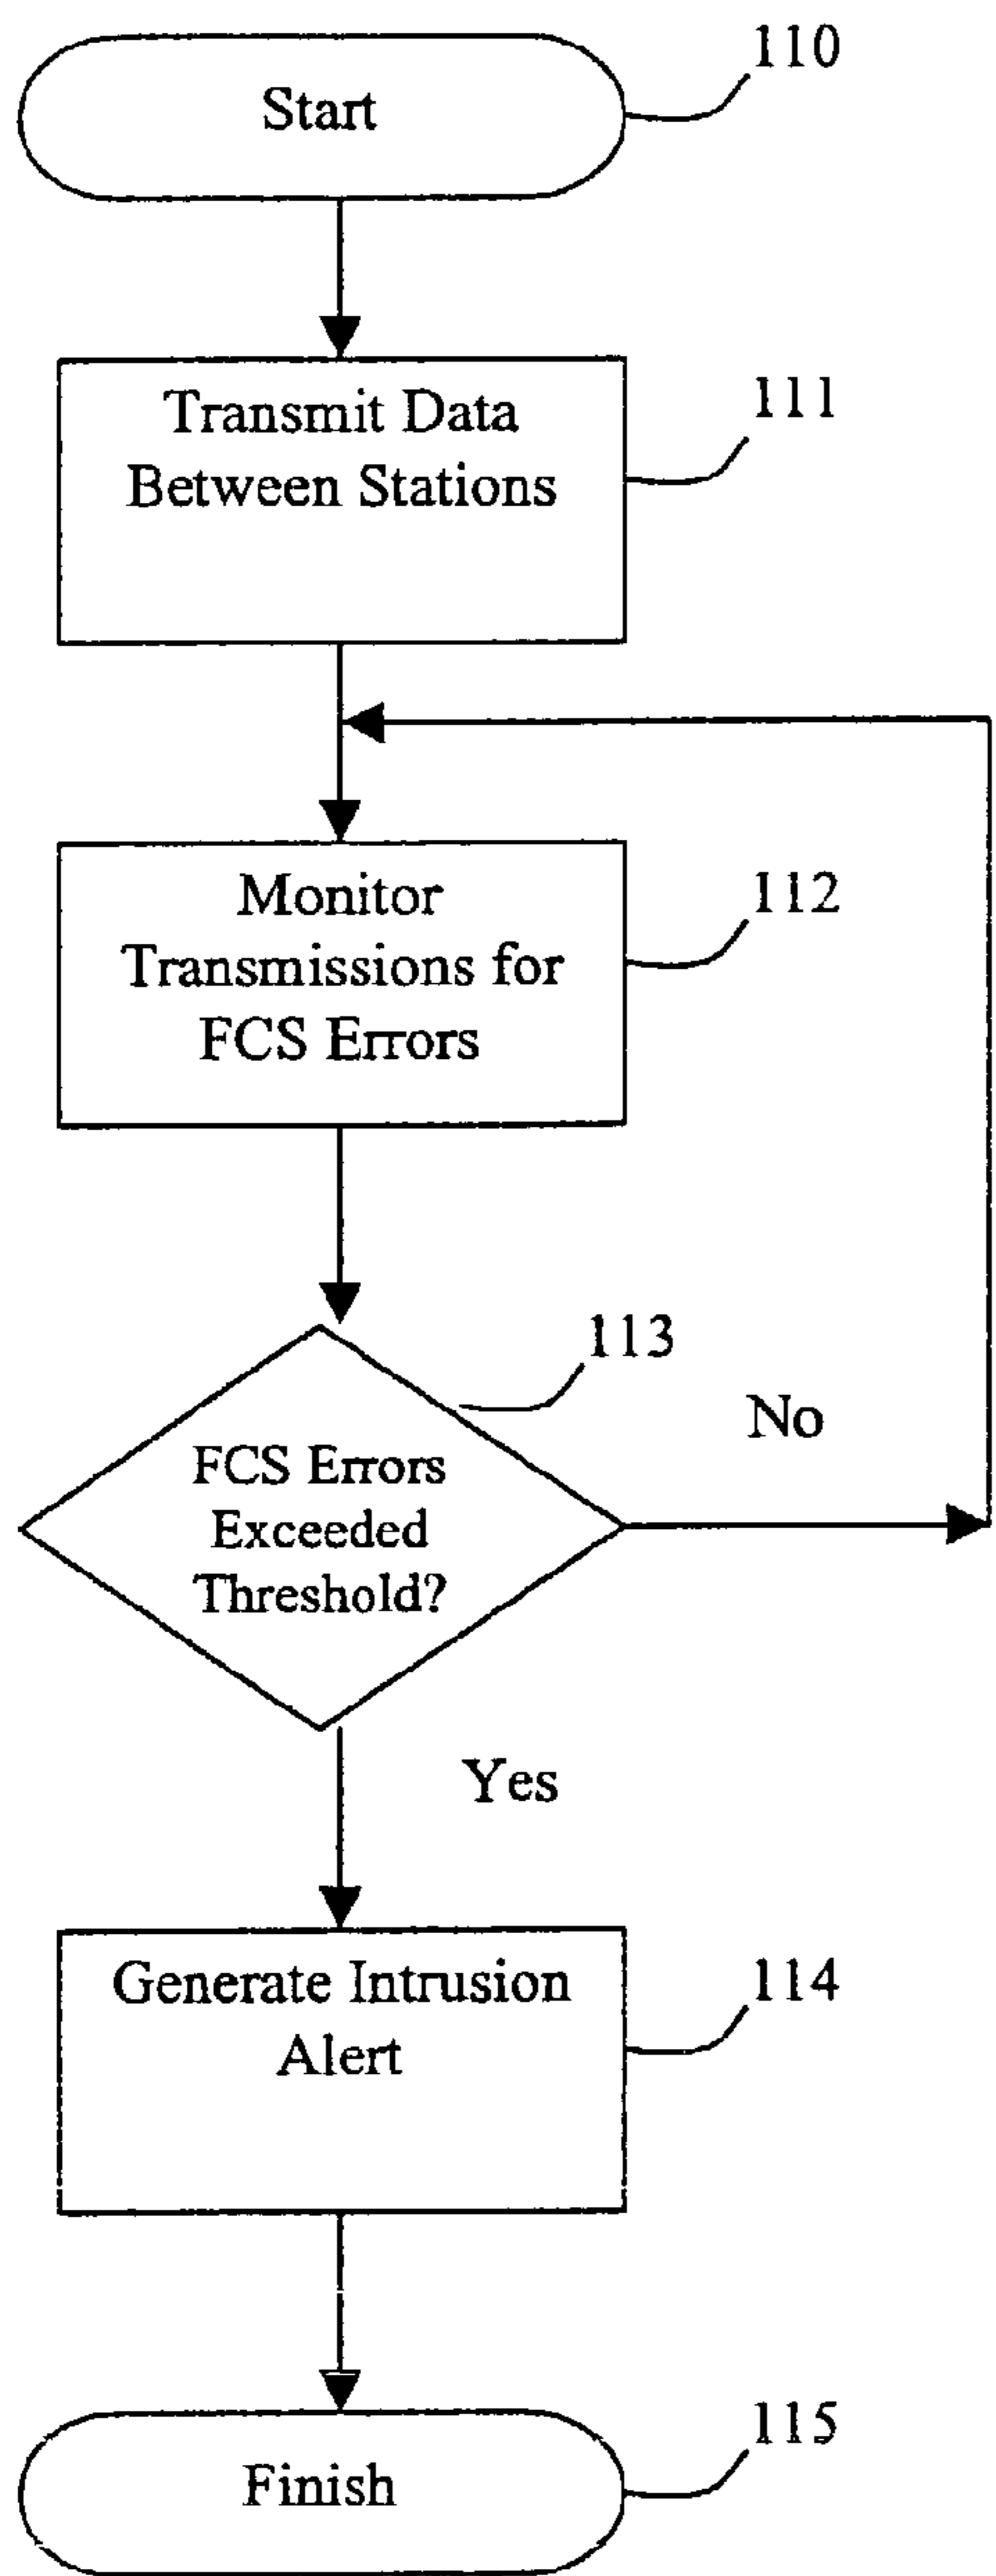 110
Start
111
Transmit Data
Between Stations
112
Monitor
Transmissions for
FCS Errors
113
No
FCS Errors
Exceeded
Threshold?
Yes
114
Generate Intrusion
Alert
115
Finish